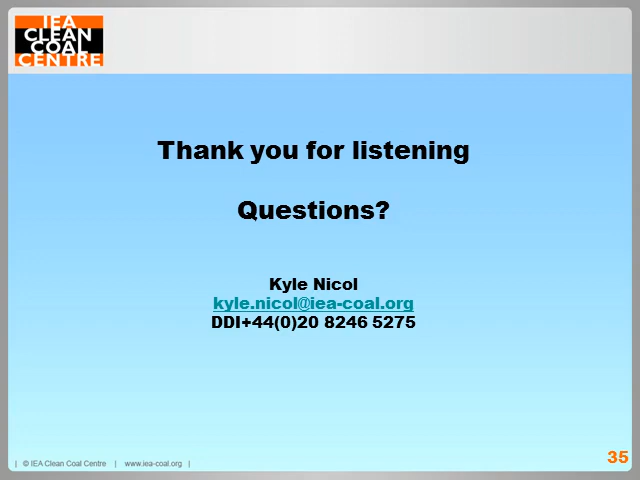 IEA
CLEAN
COAL
CENTRE
Thank you for listening
Questions?
Kyle Nicol
kyle.nicol@iea-coal.org
DDI+44(0)20 8246 5275
| © IEA Clean Coal Centre | www.iea-coal.org |
35